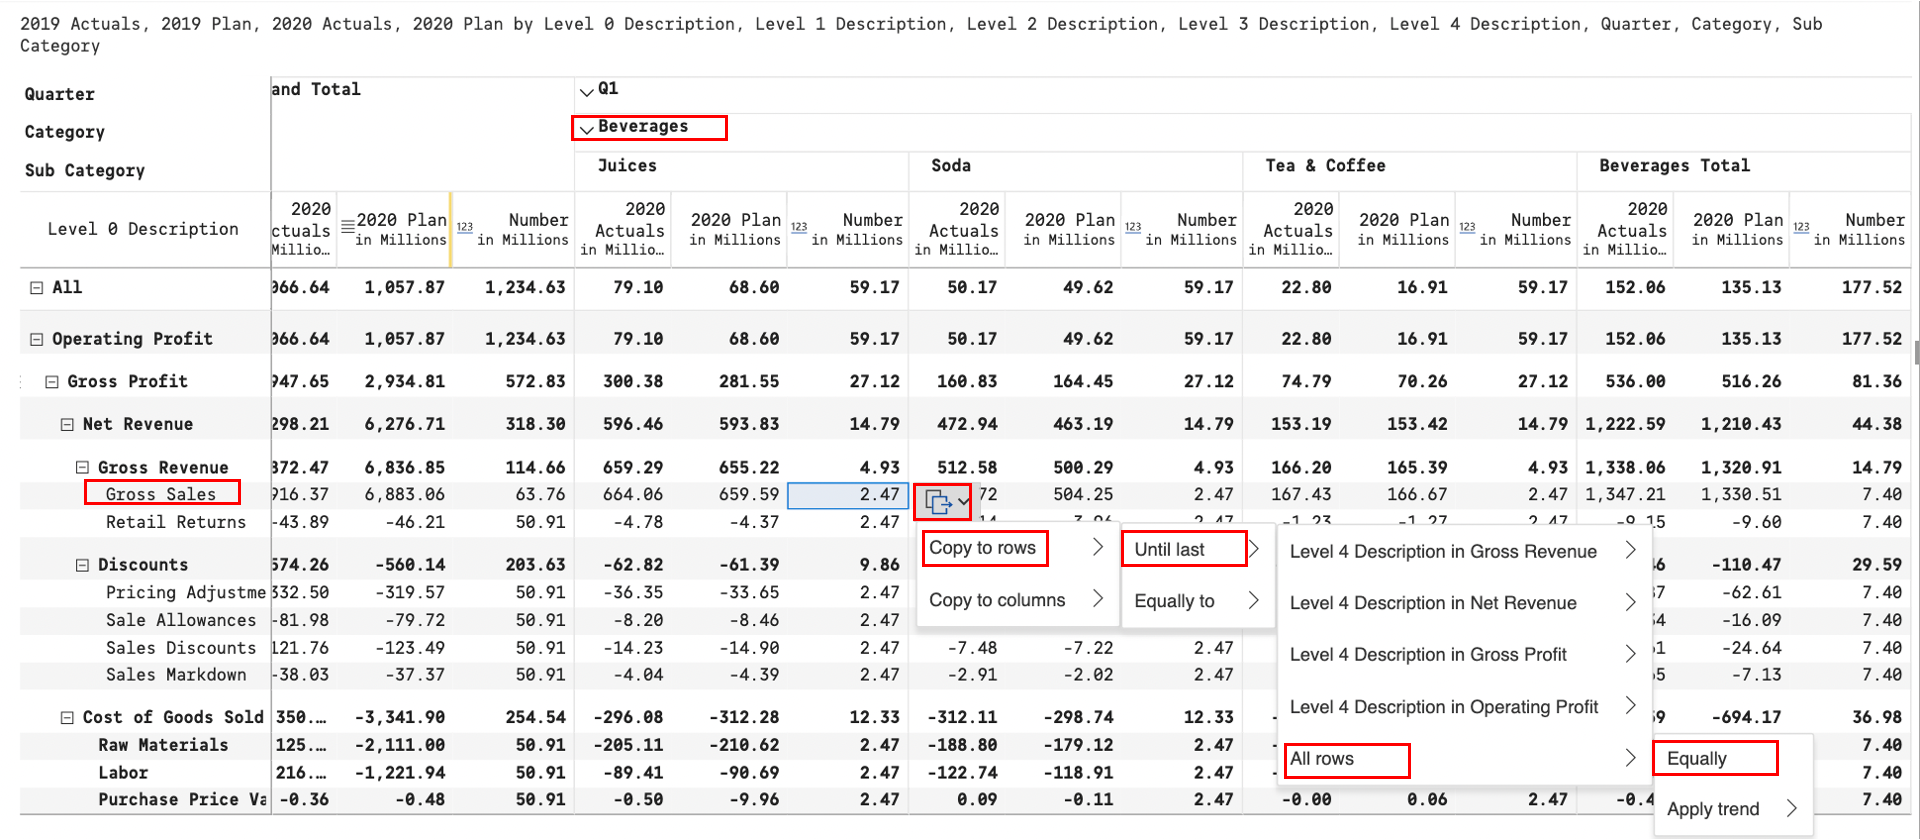 2019 Actuals, 2019 Plan, 2020 Actuals, 2020 Plan by Level 0 Description, Level 1 Description, Level 2 Description, Level 3 Description, Level 4 Description, Quarter, Category, Sub
Category
Quarter and Total Q1
Category Beverages
Sub Category Juices Soda Tea & Coffee Beverages Total
Level 0 Description
2020 ctuals Millio… 2020 Plan in Millions 123 Number in Millions 2020 Actuals in Millio… 2020 Plan in Millions 123 Number in Millions 2020 Actuals in Millio… 2020 Plan in Millions 123 Number in Millions 2020 Actuals in Millio… 2020 Plan in Millions 123 Number in Millions 2020 Actuals in Millio… 2020 Plan in Millions 123 Number in Millions
All 066.64 1,057.87 1,234.63 79.10 68.60 59.17 50.17 49.62 59.17 22.80 16.91 59.17 152.06 135.13 177.52
Operating Profit 066.64 1,057.87 1,234.63 79.10 68.60 59.17 50.17 49.62 59.17 22.80 16.91 59.17 152.06 135.13 177.52
Gross Profit 947.65 2,934.81 572.83 300.38 281.55 27.12 160.83 164.45 27.12 74.79 70.26 27.12 536.00 516.26 81.36
Net Revenue 298.21 6,276.71 318.30 596.46 593.83 14.79 472.94 463.19 14.79 153.19 153.42 14.79 1,222.59 1,210.43 44.38
Gross Revenue 372.47 6,836.85 114.66 659.29 655.22 4.93 512.58 500.29 4.93 166.20 165.39 4.93 1,338.06 1,320.91 14.79
Gross Sales 916.37 6,883.06 63.76 664.06 659.59 2.47 72 504.25 2.47 167.43 166.67 2.47 1,347.21 1,330.51 7.40
Retail Returns -43.89 -46.21 50.91 -4.78 -4.37 2.47 14 -3.96 2.47 -1.23 -1.27 2.47 -9.15 -9.60 7.40
Discounts 574.26 -560.14 203.63 -62.82 -61.39 9.86 46 -110.47 29.59
Pricing Adjustme 332.50 -319.57 50.91 -36.35 -33.65 2.47 37 -62.61 7.40
Sale Allowances -81.98 -79.72 50.91 -8.20 -8.46 2.47 54 -16.09 7.40
Sales Discounts 121.76 -123.49 50.91 -14.23 -14.90 2.47 -7.48 -7.22 2.47 51 -24.64 7.40
Sales Markdown -38.03 -37.37 50.91 -4.04 -4.39 2.47 -2.91 -2.02 2.47 55 -7.13 7.40
Cost of Goods Sold 350.… -3,341.90 254.54 -296.08 -312.28 12.33 -312.11 -298.74 12.33 - 59 -694.17 36.98
Raw Materials 125.… -2,111.00 50.91 -205.11 -210.62 2.47 -188.80 -179.12 2.47 - 7.40
Labor 216.… -1,221.94 50.91 -89.41 -90.69 2.47 -122.74 -118.91 2.47 - 7.40
Purchase Price Va -0.36 -0.48 50.91 -0.50 -9.96 2.47 0.09 -0.11 2.47 -0.00 0.06 2.47 -0.4 7.40
Copy to rows
Copy to columns
Until last
Equally to
Level 4 Description in Gross Revenue
Level 4 Description in Net Revenue
Level 4 Description in Gross Profit
Level 4 Description in Operating Profit
All rows
Equally
Apply trend